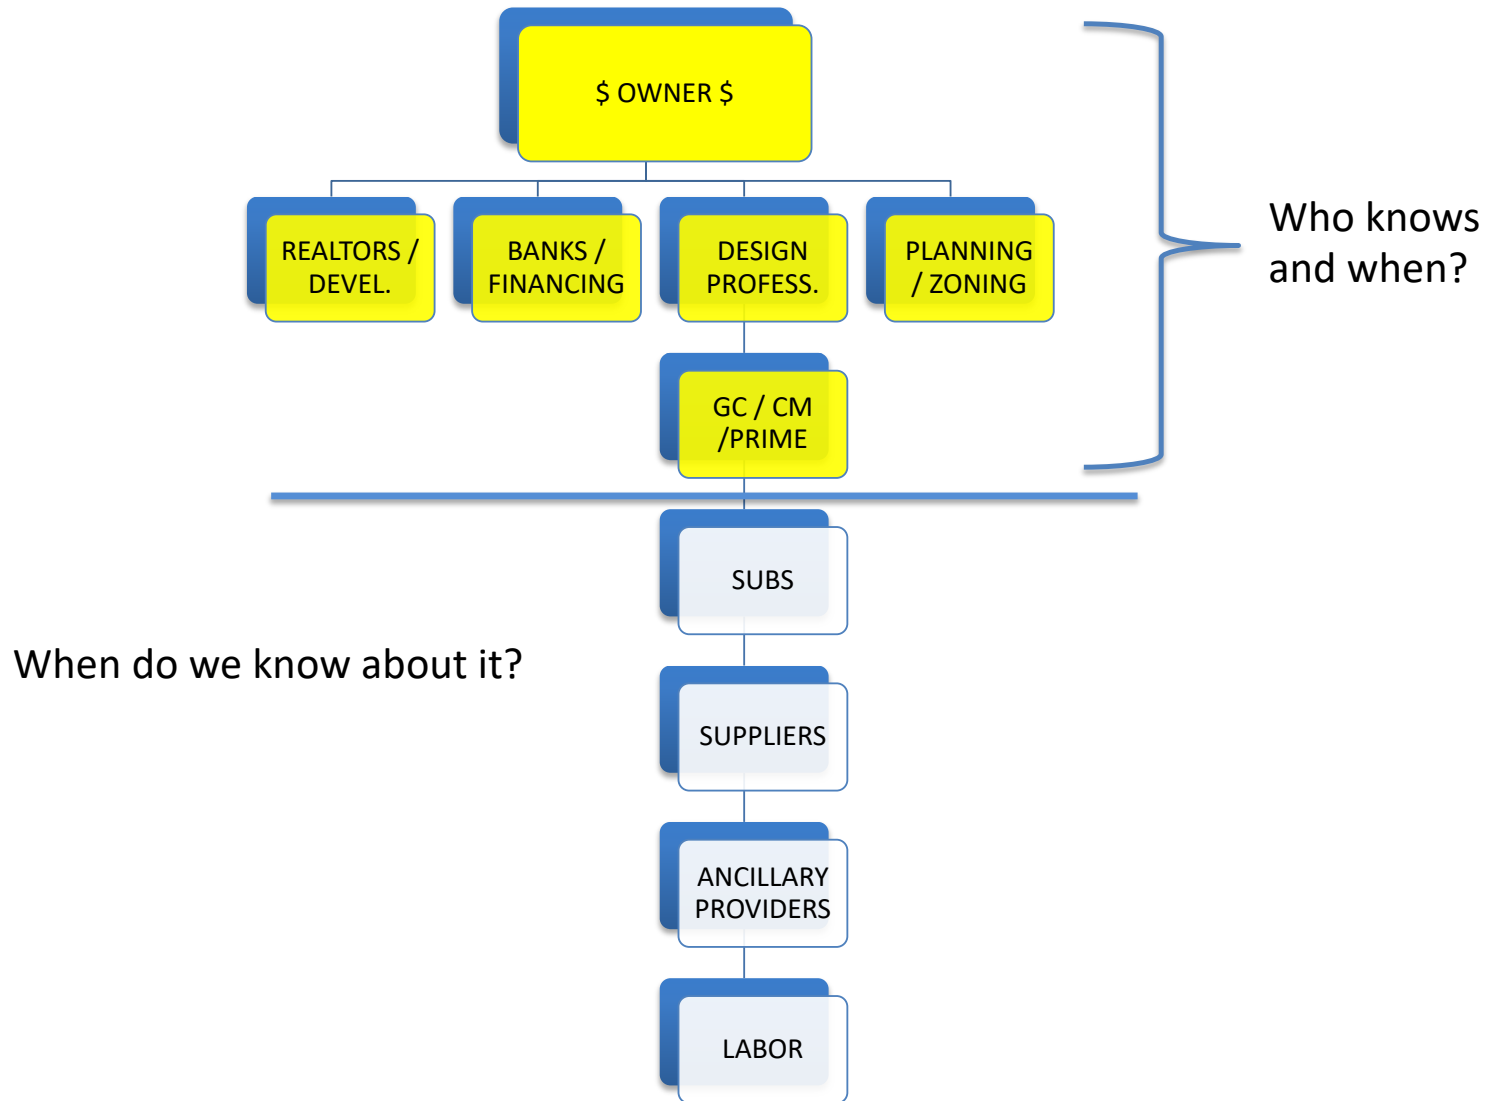 $ OWNER $
REALTORS /
DEVEL.
BANKS /
FINANCING
DESIGN
PROFESS.
PLANNING
/ ZONING
Who knows
and when?
GC / CM
/PRIME
SUBS
When do we know about it?
SUPPLIERS
ANCILLARY
PROVIDERS
LABOR